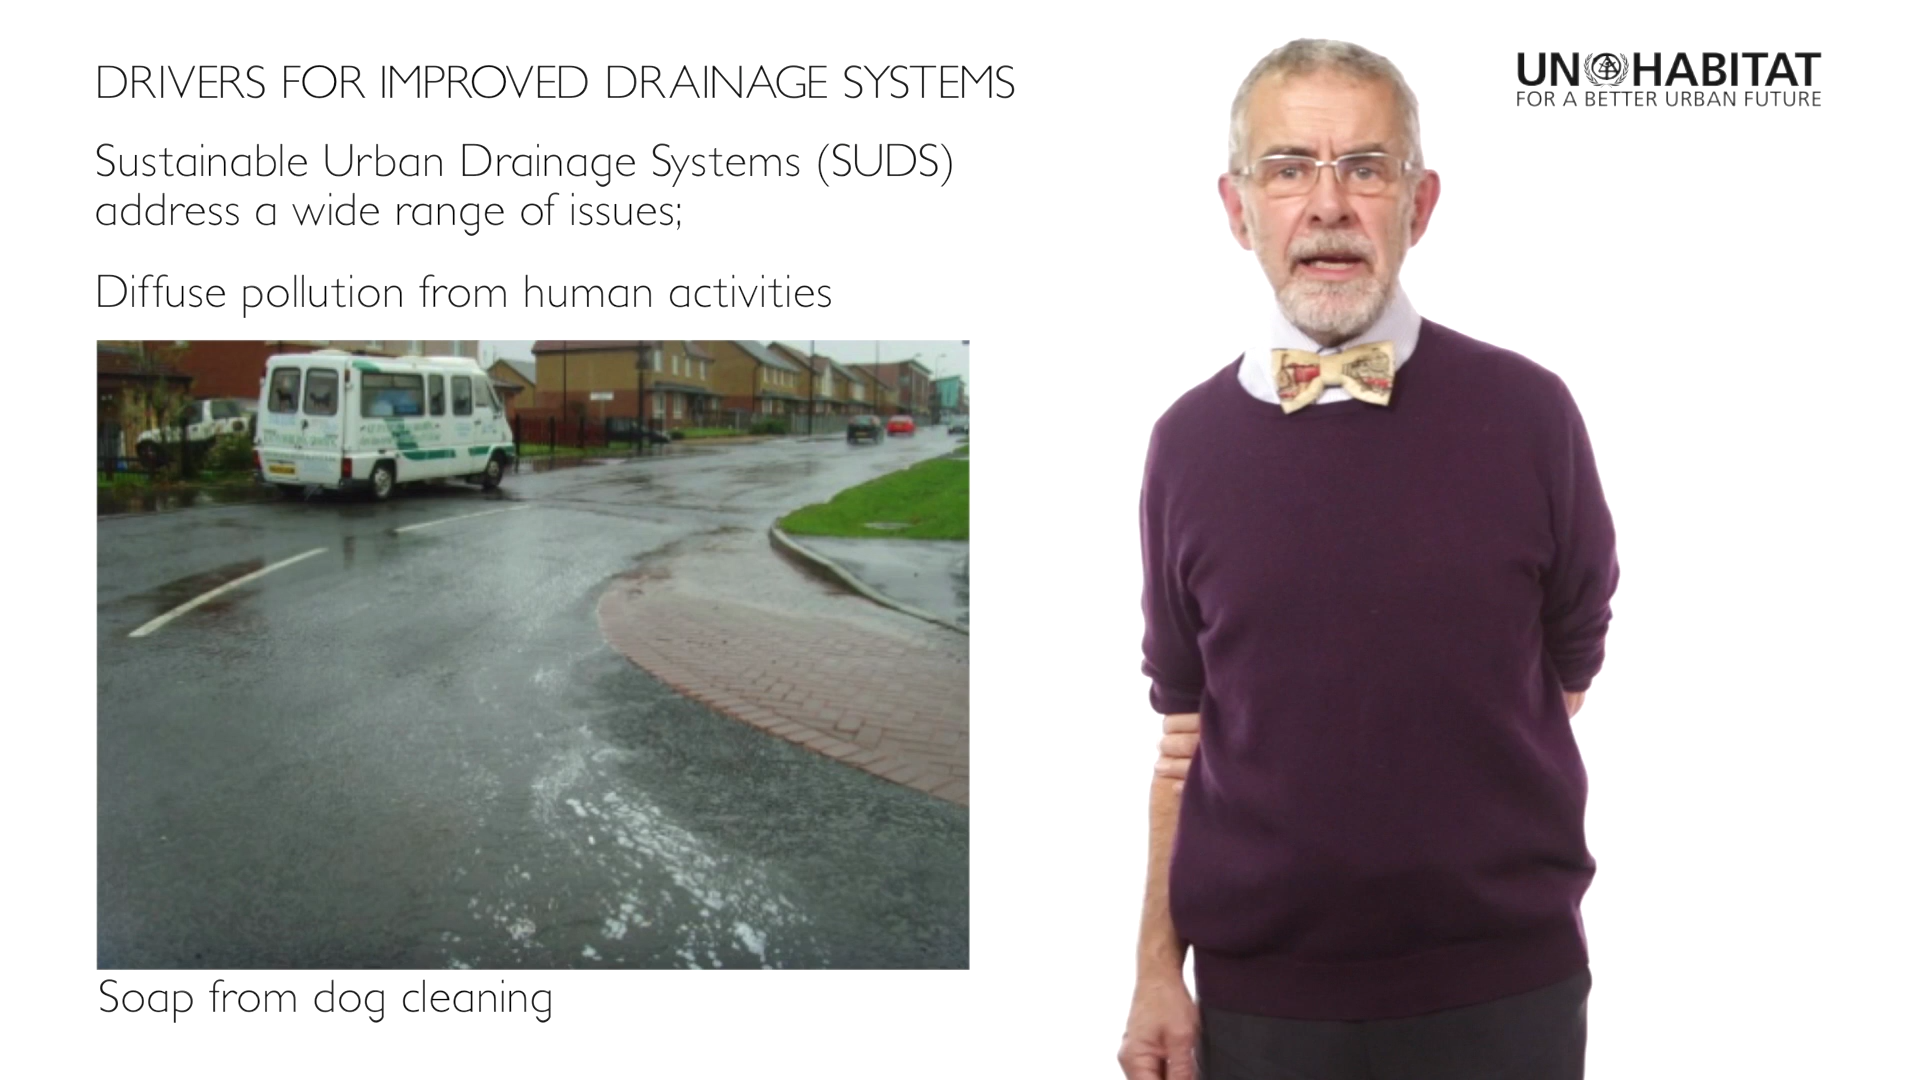 DRIVERS FOR IMPROVED DRAINAGE SYSTEMS
Sustainable Urban Drainage Systems (SUDS)
address a wide range of issues;
Diffuse pollution from human activities
Soap from dog cleaning
UN HABITAT
FOR A BETTER URBAN FUTURE